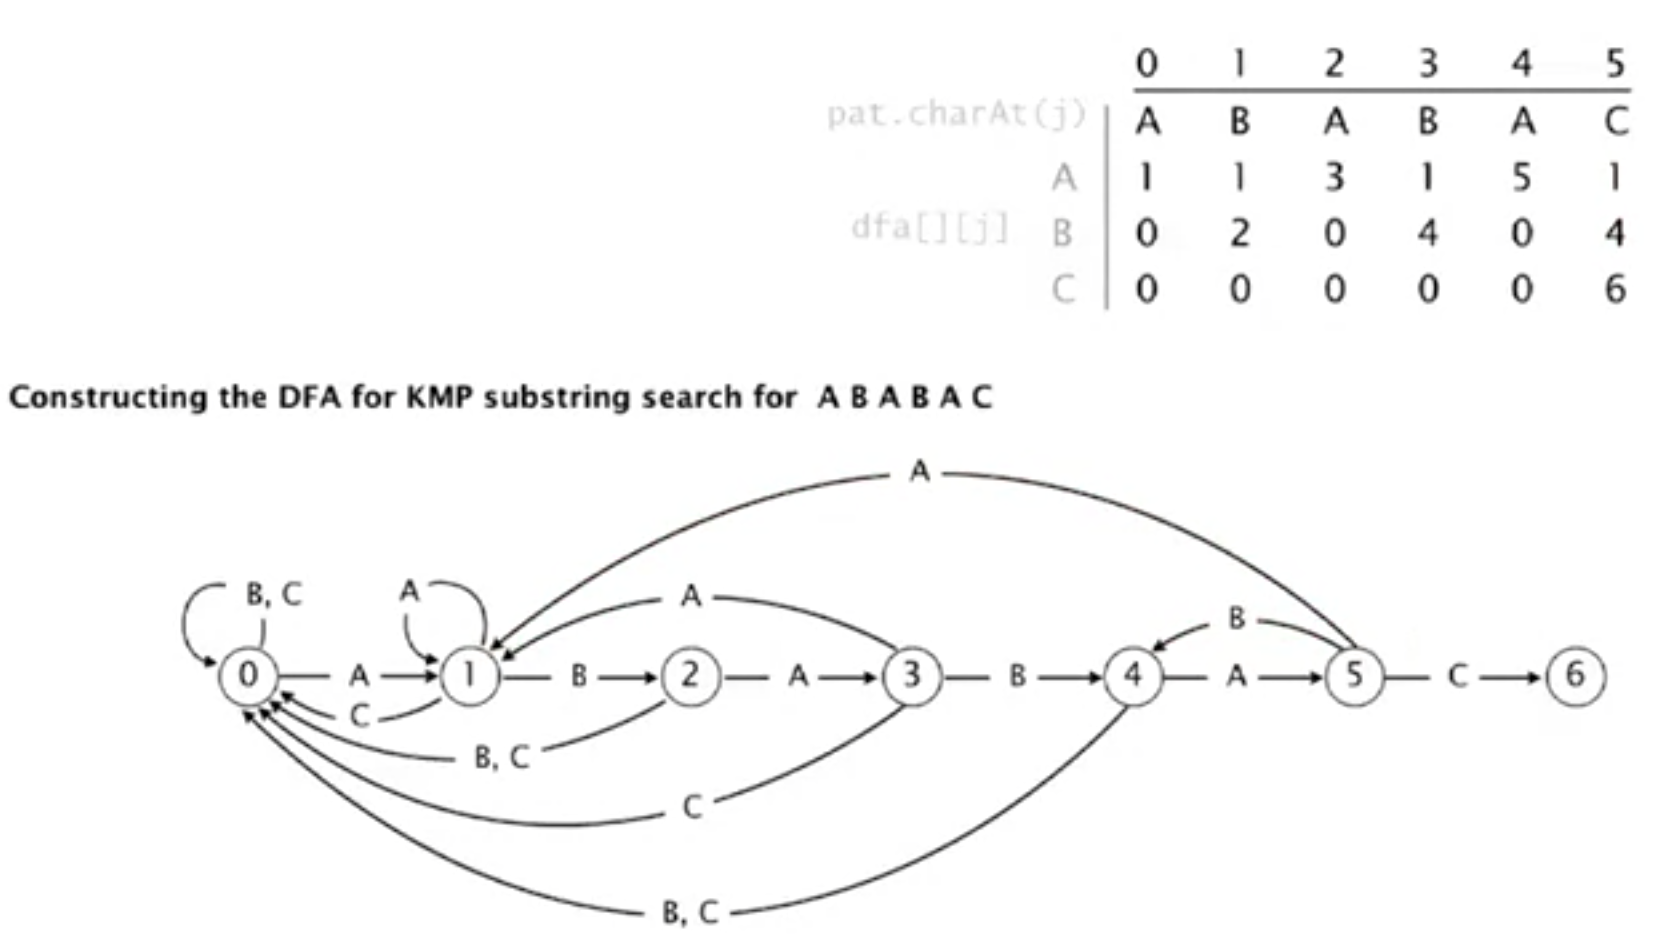 0 1 2 3 4 5
pat.charAt(j) A B A B A C
A 1 1 3 1 5 1
dfa[][j] B 0 2 0 4 0 4
C 0 0 0 0 0 6
Constructing the DFA for KMP substring search for A B A B A C
A
B, C A A B
0 A 1 B 2 A 3 B 4 A 5 C 6
C
B, C
C
B, C